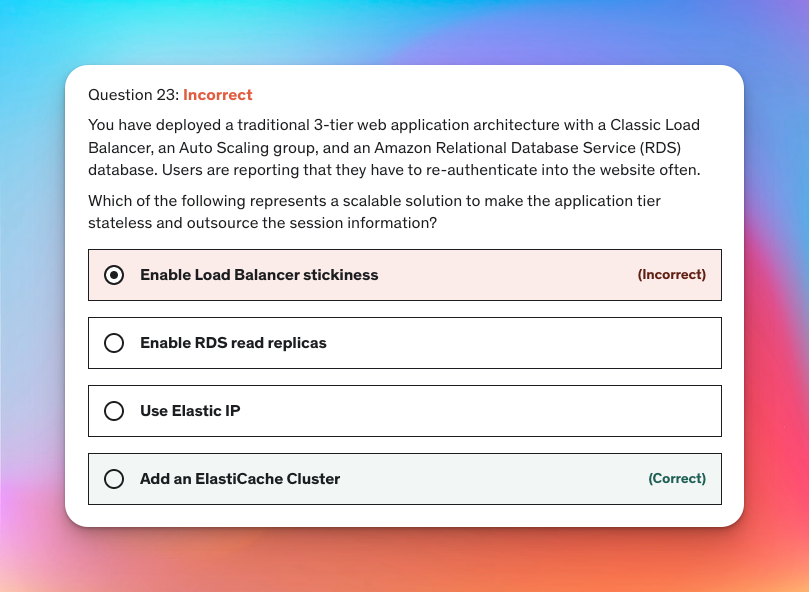 Question 23: Incorrect
You have deployed a traditional 3-tier web application architecture with a Classic Load
Balancer, an Auto Scaling group, and an Amazon Relational Database Service (RDS)
database. Users are reporting that they have to re-authenticate into the website often.
Which of the following represents a scalable solution to make the application tier
stateless and outsource the session information?
Enable Load Balancer stickiness (Incorrect)
Enable RDS read replicas
Use Elastic IP
Add an ElastiCache Cluster (Correct)